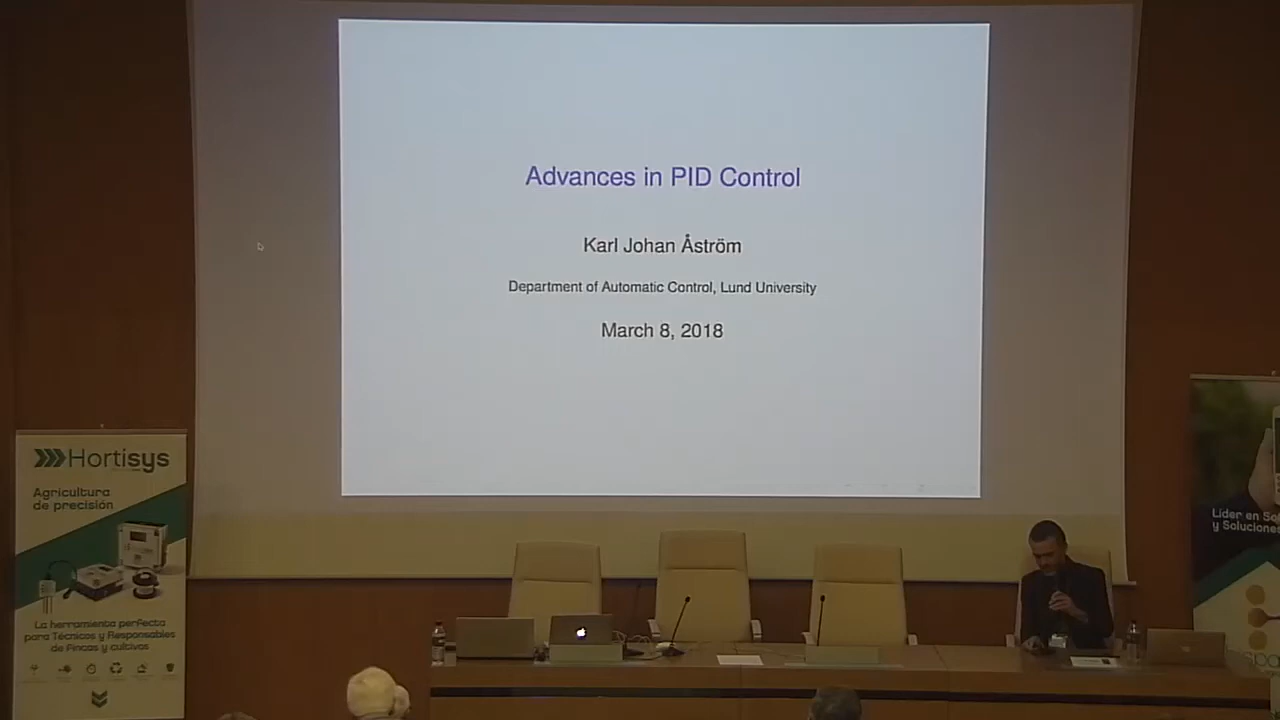 Advances in PID Control
Karl Johan Åström
Department of Automatic Control, Lund University
March 8, 2018
Hortisys
Agricultura
de precisión
La herramienta perfecta
para Técnicos y Responsables
de Fincas y cultivos
Líder en
y Soluciones